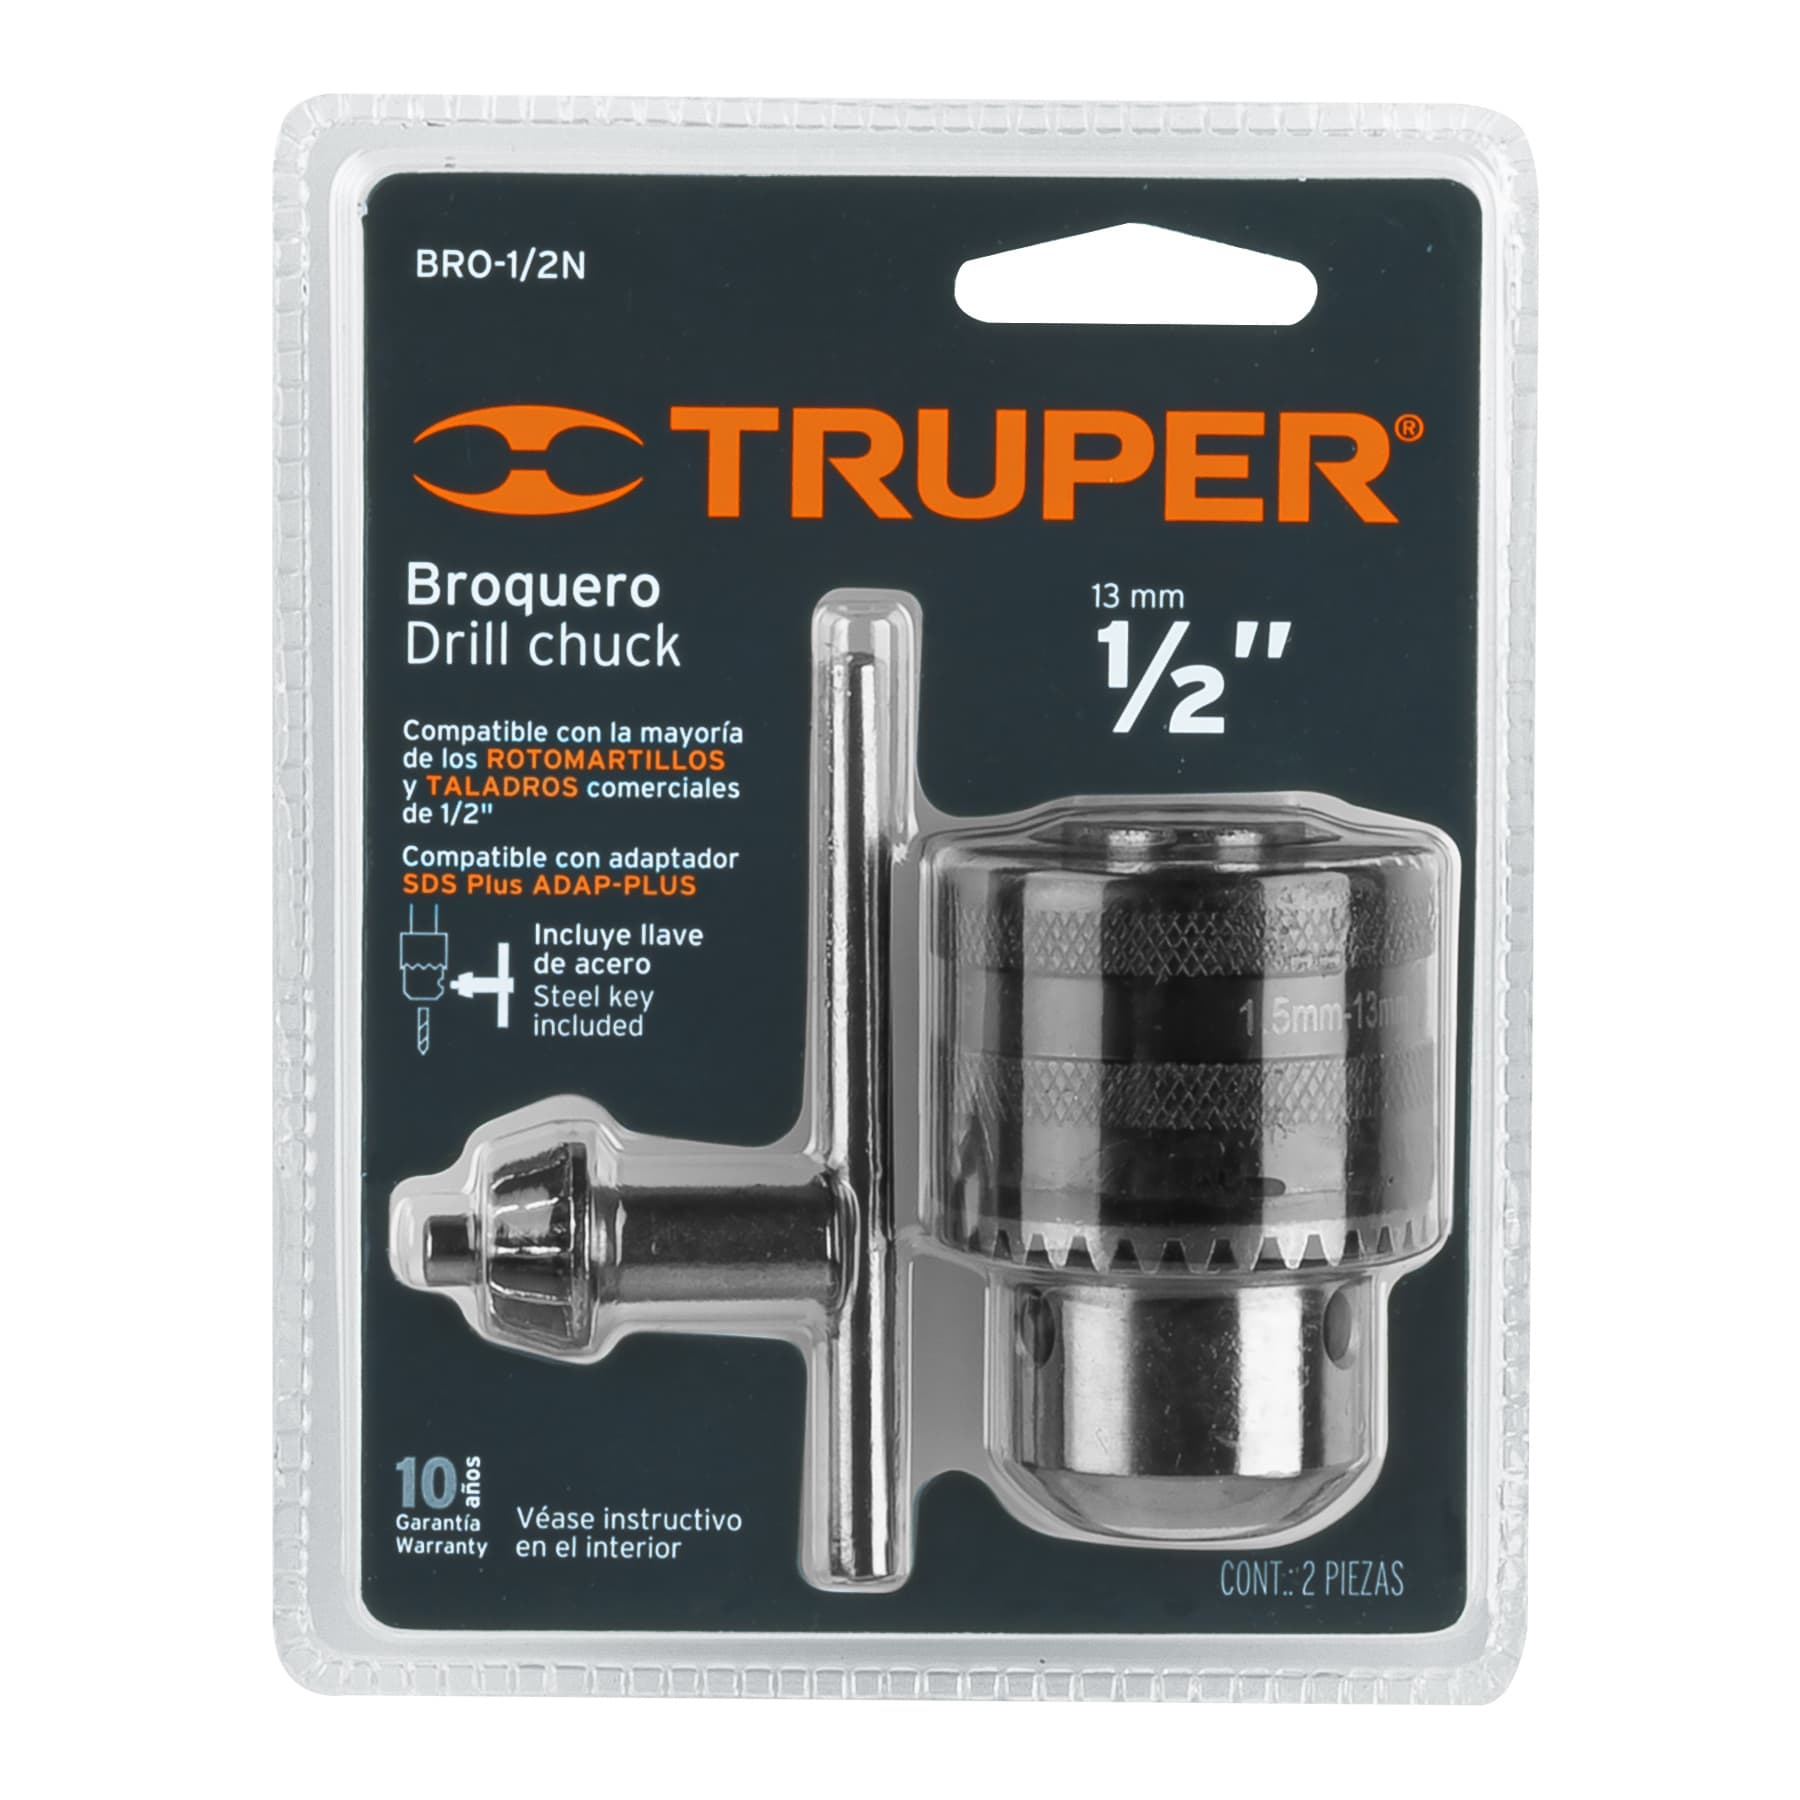 BRO-1/2N
TRUPER®
Broquero
Drill chuck
13 mm
1/2"
Compatible con la mayoría
de los ROTOMARTILLOS
y TALADROS comerciales
de 1/2"
Compatible con adaptador
SDS Plus ADAP-PLUS
Incluye llave
de acero
Steel key
included
1.5mm-13mm
10 años
Garantía
Warranty
Véase instructivo
en el interior
CONT.: 2 PIEZAS